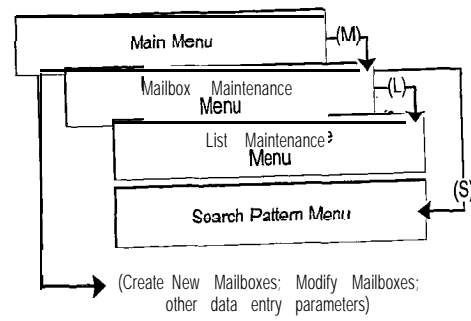 Main Menu
(M)
Mailbox Maintenance
Menu
(L)
List Maintenance
Menu
(S)
Search Pattern Menu
(Create New Mailboxes; Modify Mailboxes;
other data entry parameters)